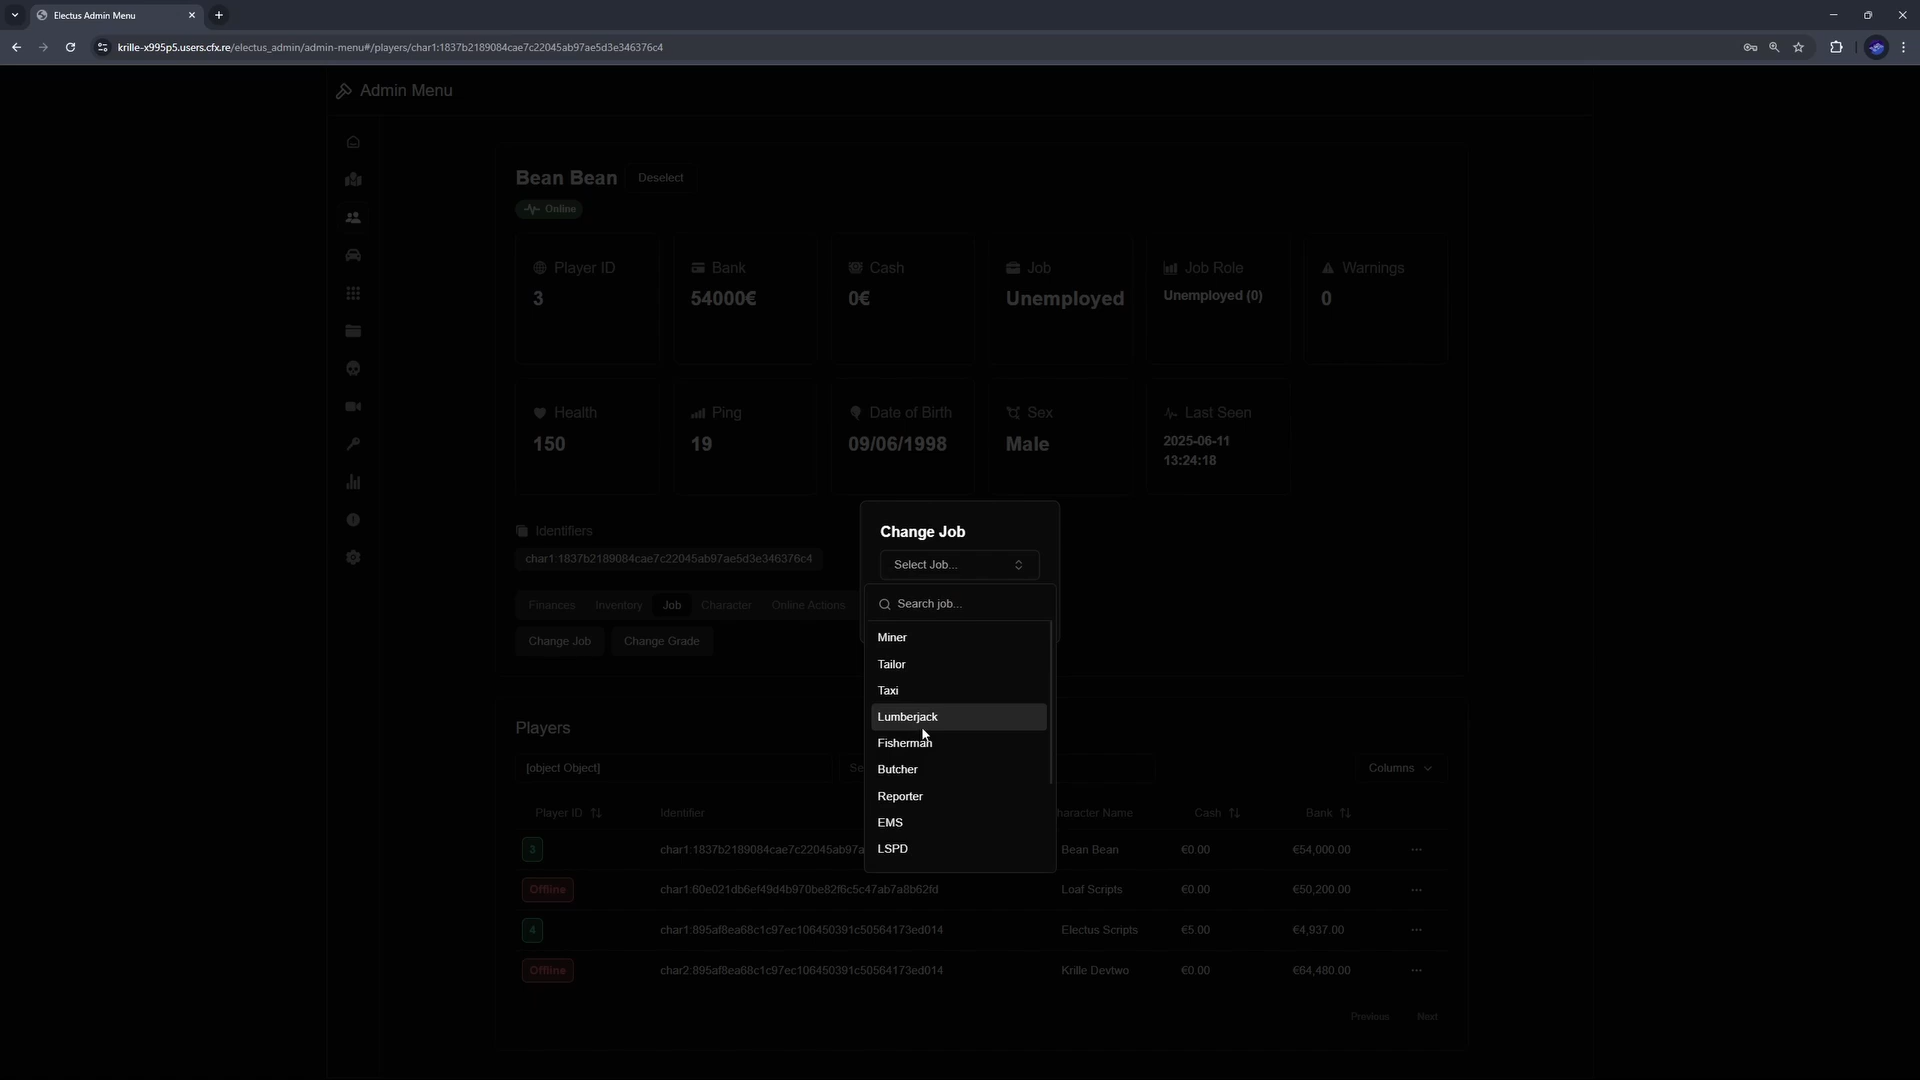 Electus Admin Menu
krille-x995p5.users.cfx.re/electus_admin/admin-menu#/players/char1:1837b2189084cae7c22045ab97ae5d3e346376c4
Admin Menu
Bean Bean
Deselect
Online
Player ID
3
Bank
54000€
Cash
0€
Job
Unemployed
Job Role
Unemployed (0)
Warnings
0
Health
150
Ping
19
Date of Birth
09/06/1998
Sex
Male
Last Seen
2025-06-11
13:24:18
Identifiers
char1:1837b2189084cae7c22045ab97ae5d3e346376c4
Finances Inventory Job Character Online Actions
Change Job Change Grade
Change Job
Select Job...
Search job...
Miner
Tailor
Taxi
Lumberjack
Fisherman
Butcher
Reporter
EMS
LSPD
Players
[object Object]
Columns
Player ID Identifier haracter Name Cash Bank
3 char1:1837b2189084cae7c22045ab97a Bean Bean €0.00 €54,000.00
Offline char1:60e021db6ef49d4b970be82f6c5c47ab7a8b62fd Loaf Scripts €0.00 €50,200.00
4 char1:895af8ea68c1c97ec106450391c50564173ed014 Electus Scripts €5.00 €4,937.00
Offline char2:895af8ea68c1c97ec106450391c50564173ed014 Krille Devtwo €0.00 €64,480.00
Previous Next